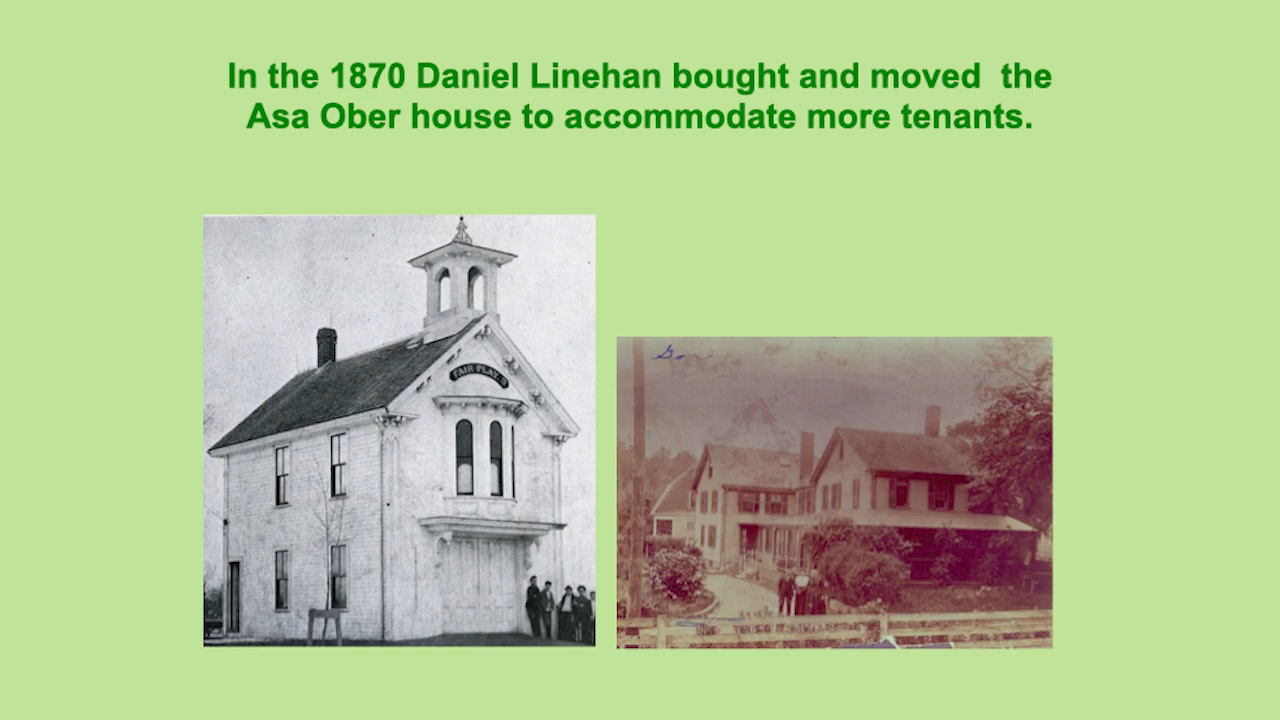 In the 1870 Daniel Linehan bought and moved  the
Asa Ober house to accommodate more tenants.
FAIR PLAY